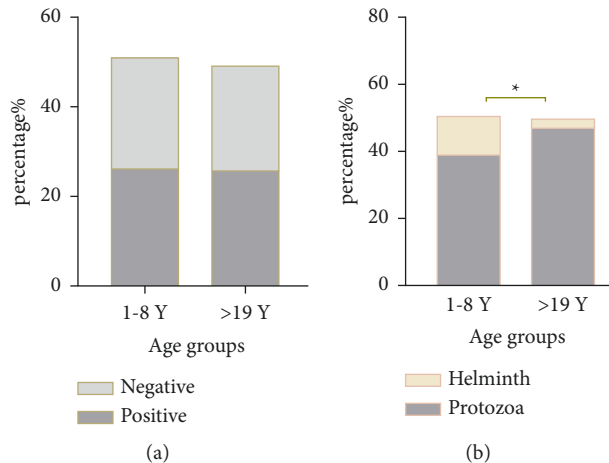 60
40
20
0
percentage%
1-8 Y
>19 Y
Age groups
Negative
Positive
(a)
80
60
40
20
0
percentage%
*
1-8 Y
>19 Y
Age groups
Helminth
Protozoa
(b)